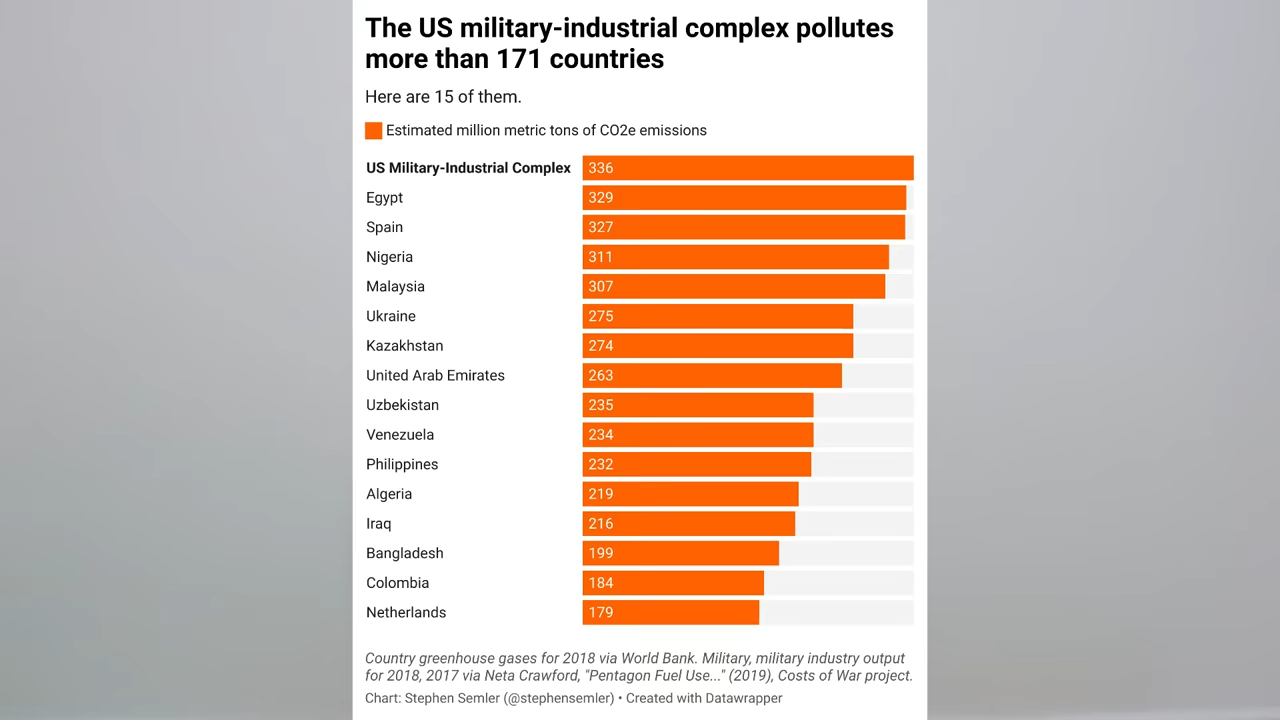 The US military-industrial complex pollutes
more than 171 countries
Here are 15 of them.
Estimated million metric tons of CO2e emissions
US Military-Industrial Complex 336
Egypt 329
Spain 327
Nigeria 311
Malaysia 307
Ukraine 275
Kazakhstan 274
United Arab Emirates 263
Uzbekistan 235
Venezuela 234
Philippines 232
Algeria 219
Iraq 216
Bangladesh 199
Colombia 184
Netherlands 179
Country greenhouse gases for 2018 via World Bank. Military, military industry output
for 2018, 2017 via Neta Crawford, "Pentagon Fuel Use..." (2019), Costs of War project.
Chart: Stephen Semler (@stephensemler) • Created with Datawrapper